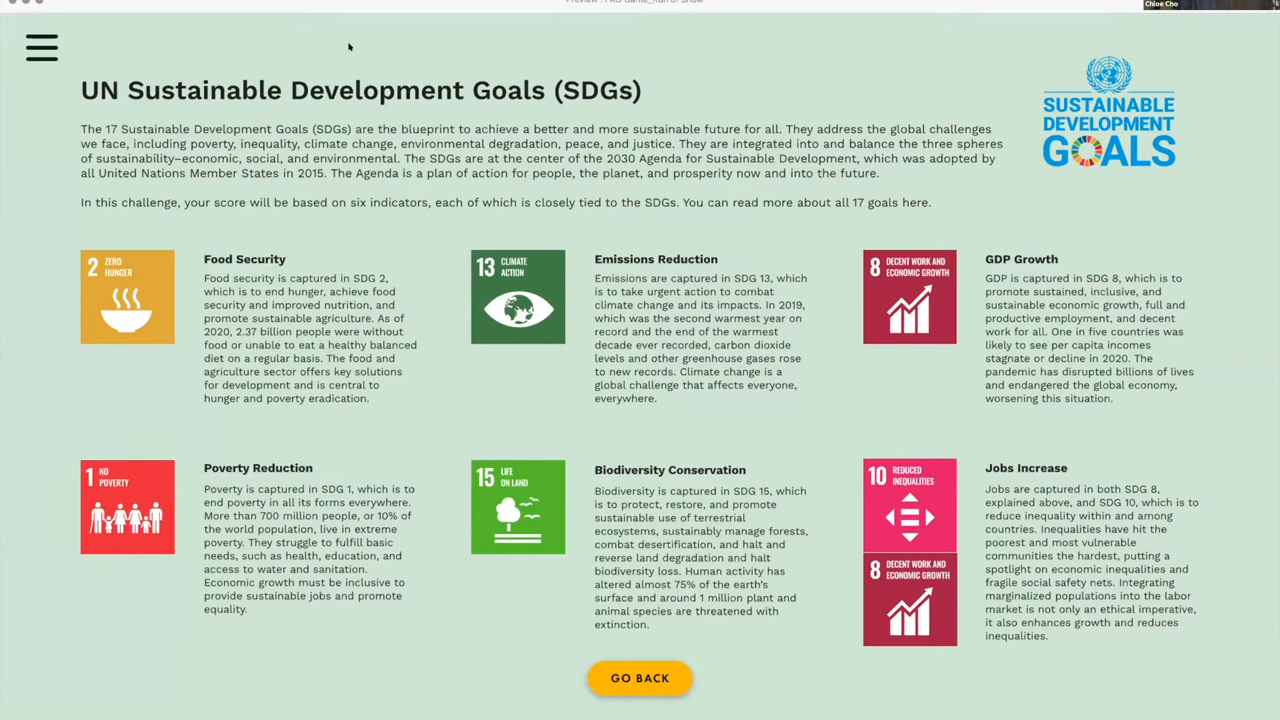 Chloe Cho
UN Sustainable Development Goals (SDGs)
The 17 Sustainable Development Goals (SDGs) are the blueprint to achieve a better and more sustainable future for all. They address the global challenges
we face, including poverty, inequality, climate change, environmental degradation, peace, and justice. They are integrated into and balance the three spheres
of sustainability–economic, social, and environmental. The SDGs are at the center of the 2030 Agenda for Sustainable Development, which was adopted by
all United Nations Member States in 2015. The Agenda is a plan of action for people, the planet, and prosperity now and into the future.
In this challenge, your score will be based on six indicators, each of which is closely tied to the SDGs. You can read more about all 17 goals here.
SUSTAINABLE
DEVELOPMENT
GOALS
2 ZERO
HUNGER
Food Security
Food security is captured in SDG 2,
which is to end hunger, achieve food
security and improved nutrition, and
promote sustainable agriculture. As of
2020, 2.37 billion people were without
food or unable to eat a healthy balanced
diet on a regular basis. The food and
agriculture sector offers key solutions
for development and is central to
hunger and poverty eradication.
13 CLIMATE
ACTION
Emissions Reduction
Emissions are captured in SDG 13, which
is to take urgent action to combat
climate change and its impacts. In 2019,
which was the second warmest year on
record and the end of the warmest
decade ever recorded, carbon dioxide
levels and other greenhouse gases rose
to new records. Climate change is a
global challenge that affects everyone,
everywhere.
8 DECENT WORK AND
ECONOMIC GROWTH
GDP Growth
GDP is captured in SDG 8, which is to
promote sustained, inclusive, and
sustainable economic growth, full and
productive employment, and decent
work for all. One in five countries was
likely to see per capita incomes
stagnate or decline in 2020. The
pandemic has disrupted billions of lives
and endangered the global economy,
worsening this situation.
1 NO
POVERTY
Poverty Reduction
Poverty is captured in SDG 1, which is to
end poverty in all its forms everywhere.
More than 700 million people, or 10% of
the world population, live in extreme
poverty. They struggle to fulfill basic
needs, such as health, education, and
access to water and sanitation.
Economic growth must be inclusive to
provide sustainable jobs and promote
equality.
15 LIFE
ON LAND
Biodiversity Conservation
Biodiversity is captured in SDG 15, which
is to protect, restore, and promote
sustainable use of terrestrial
ecosystems, sustainably manage forests,
combat desertification, and halt and
reverse land degradation and halt
biodiversity loss. Human activity has
altered almost 75% of the earth's
surface and around 1 million plant and
animal species are threatened with
extinction.
10 REDUCED
INEQUALITIES
8 DECENT WORK AND
ECONOMIC GROWTH
Jobs Increase
Jobs are captured in both SDG 8,
explained above, and SDG 10, which is to
reduce inequality within and among
countries. Inequalities have hit the
poorest and most vulnerable
communities the hardest, putting a
spotlight on economic inequalities and
fragile social safety nets. Integrating
marginalized populations into the labor
market is not only an ethical imperative,
it also enhances growth and reduces
inequalities.
GO BACK